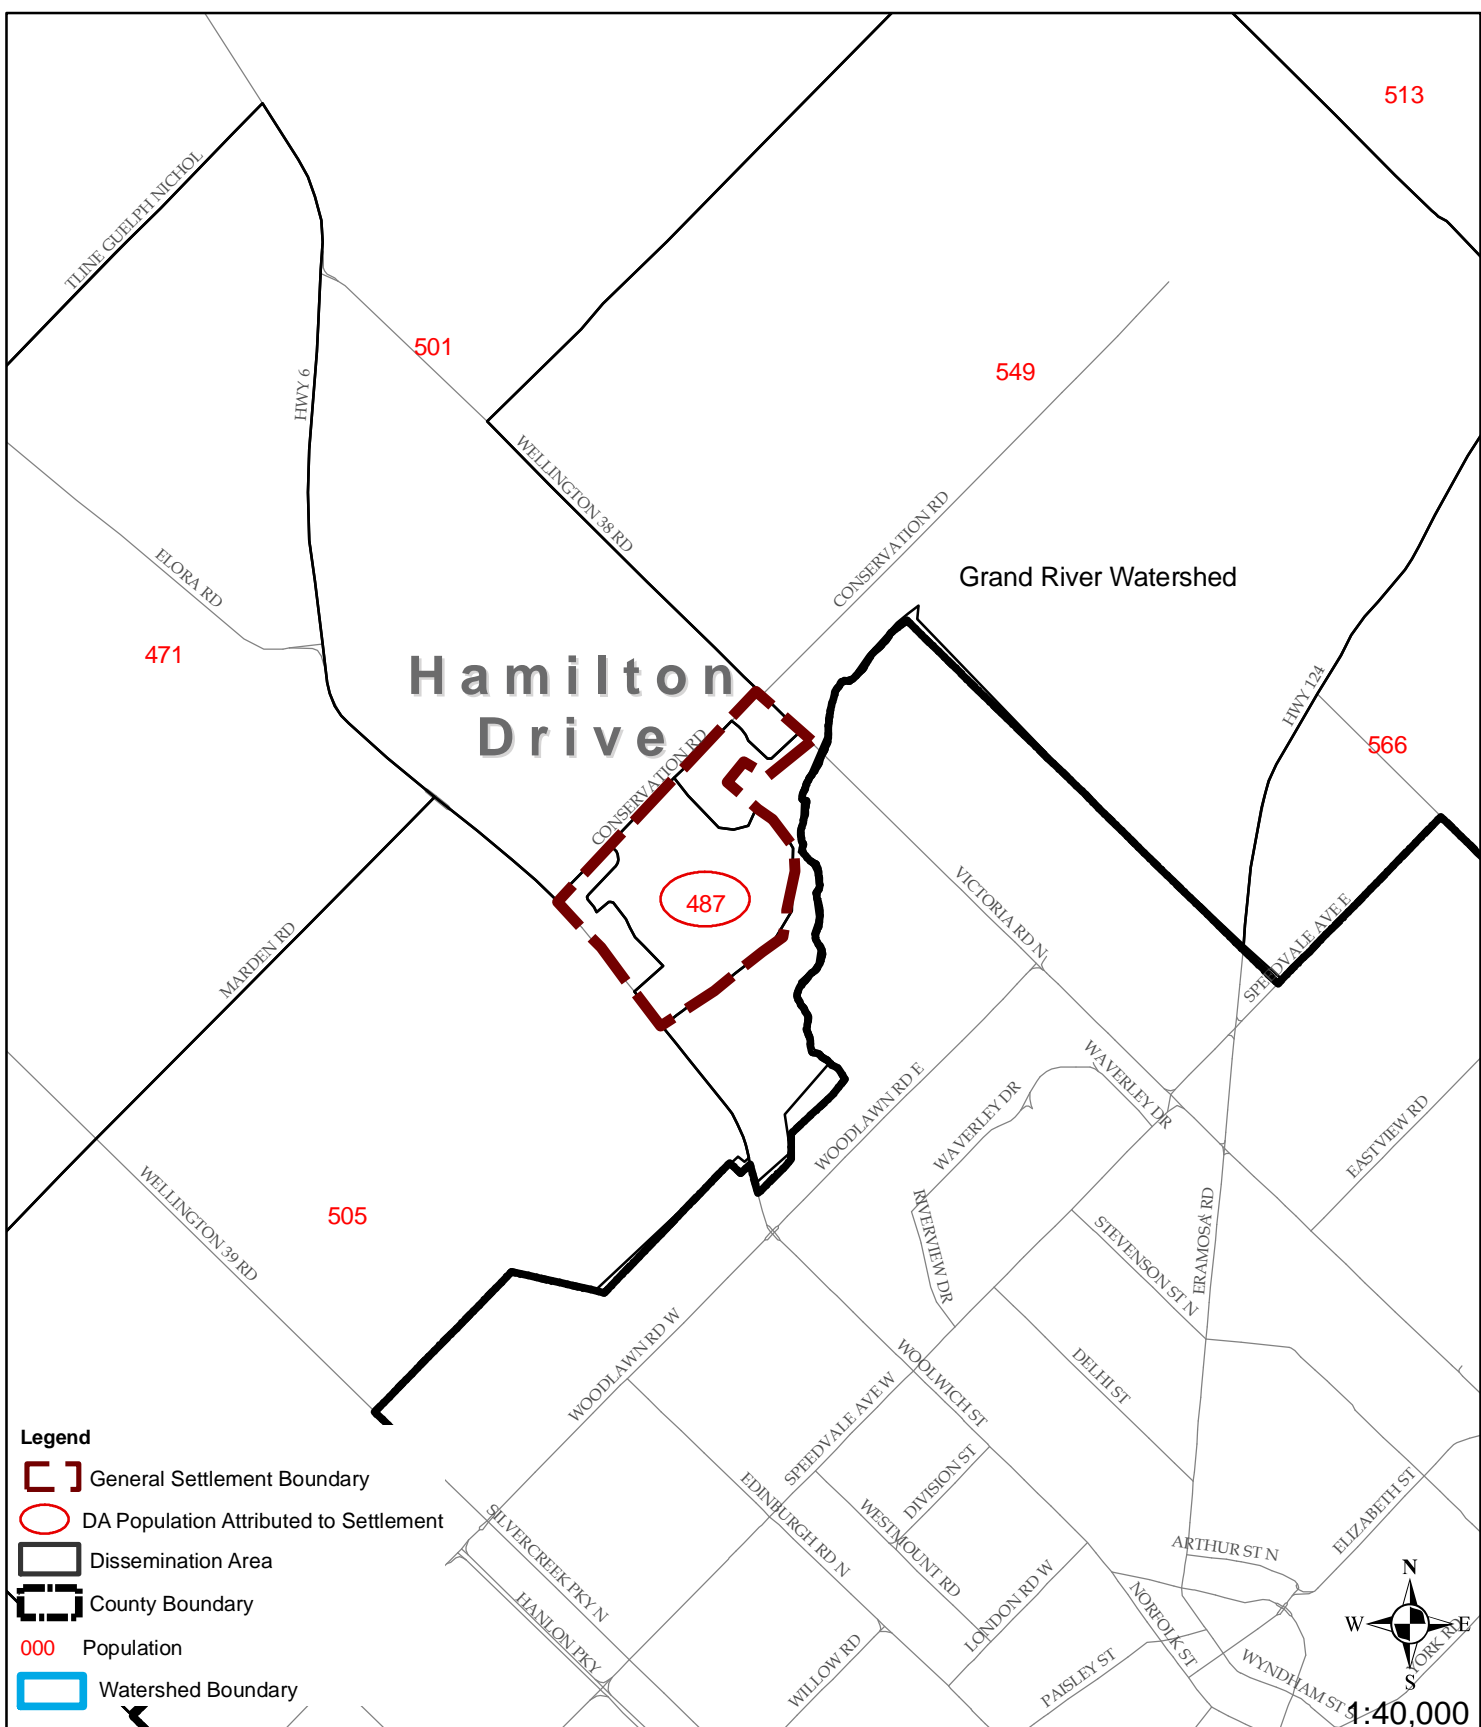 513
TLINE GUELPH NICHOL
501
549
HWY 6
WELLINGTON 38 RD
CONSERVATION RD
Grand River Watershed
ELORA RD
471
Hamilton
Drive
HWY 124
566
CONSERVATION RD
487
VICTORIA RD N
MARDEN RD
SPEEDVALE AVE E
WOODLAWN RD E
WAVERLEY DR
WAVERLEY DR
EASTVIEW RD
WELLINGTON 39 RD
505
RIVERVIEW DR
ERAMOSA RD
STEVENSON ST N
WOODLAWN RD W
WOOLWICH ST
DELHI ST
SPEEDVALE AVE W
Legend
General Settlement Boundary
DA Population Attributed to Settlement
Dissemination Area
County Boundary
000 Population
Watershed Boundary
SILVERCREEK PKY N
HANLON PKY
EDINBURGH RD N
DIVISION ST
WESTMOUNT RD
ELIZABETH ST
ARTHUR ST N
LONDON RD W
NORFOLK ST
WILLOW RD
PAISLEY ST
WYNDHAM ST S
YORK RD
N
W
E
S
1:40,000